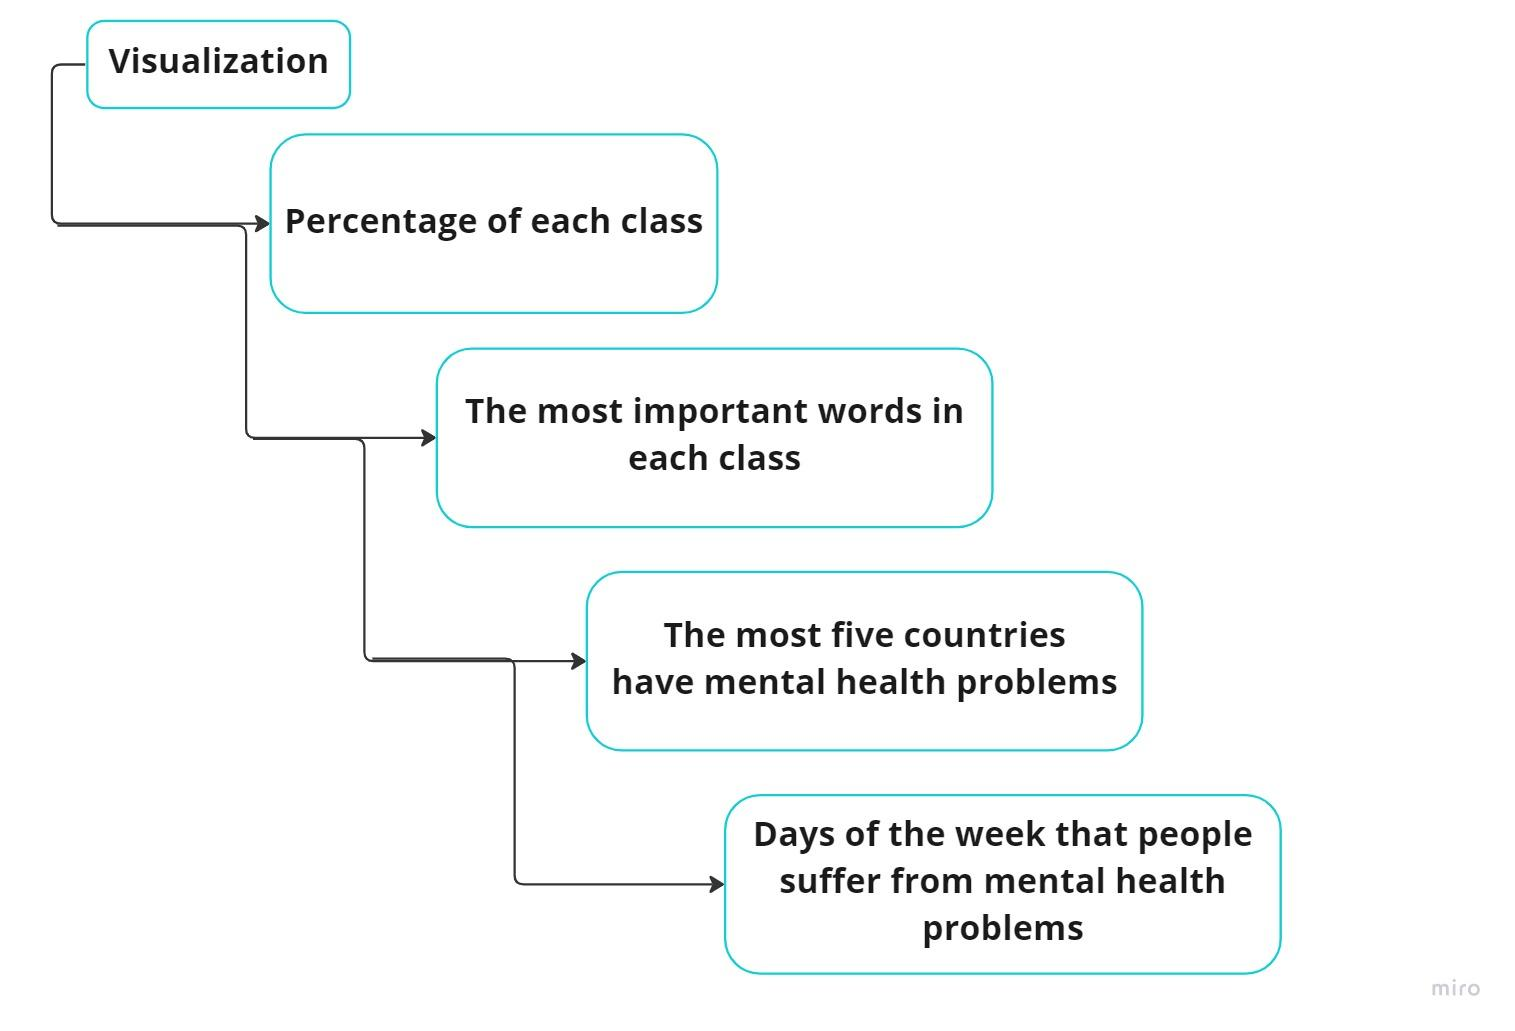 Visualization
Percentage of each class
The most important words in
each class
The most five countries
have mental health problems
Days of the week that people
suffer from mental health
problems
miro